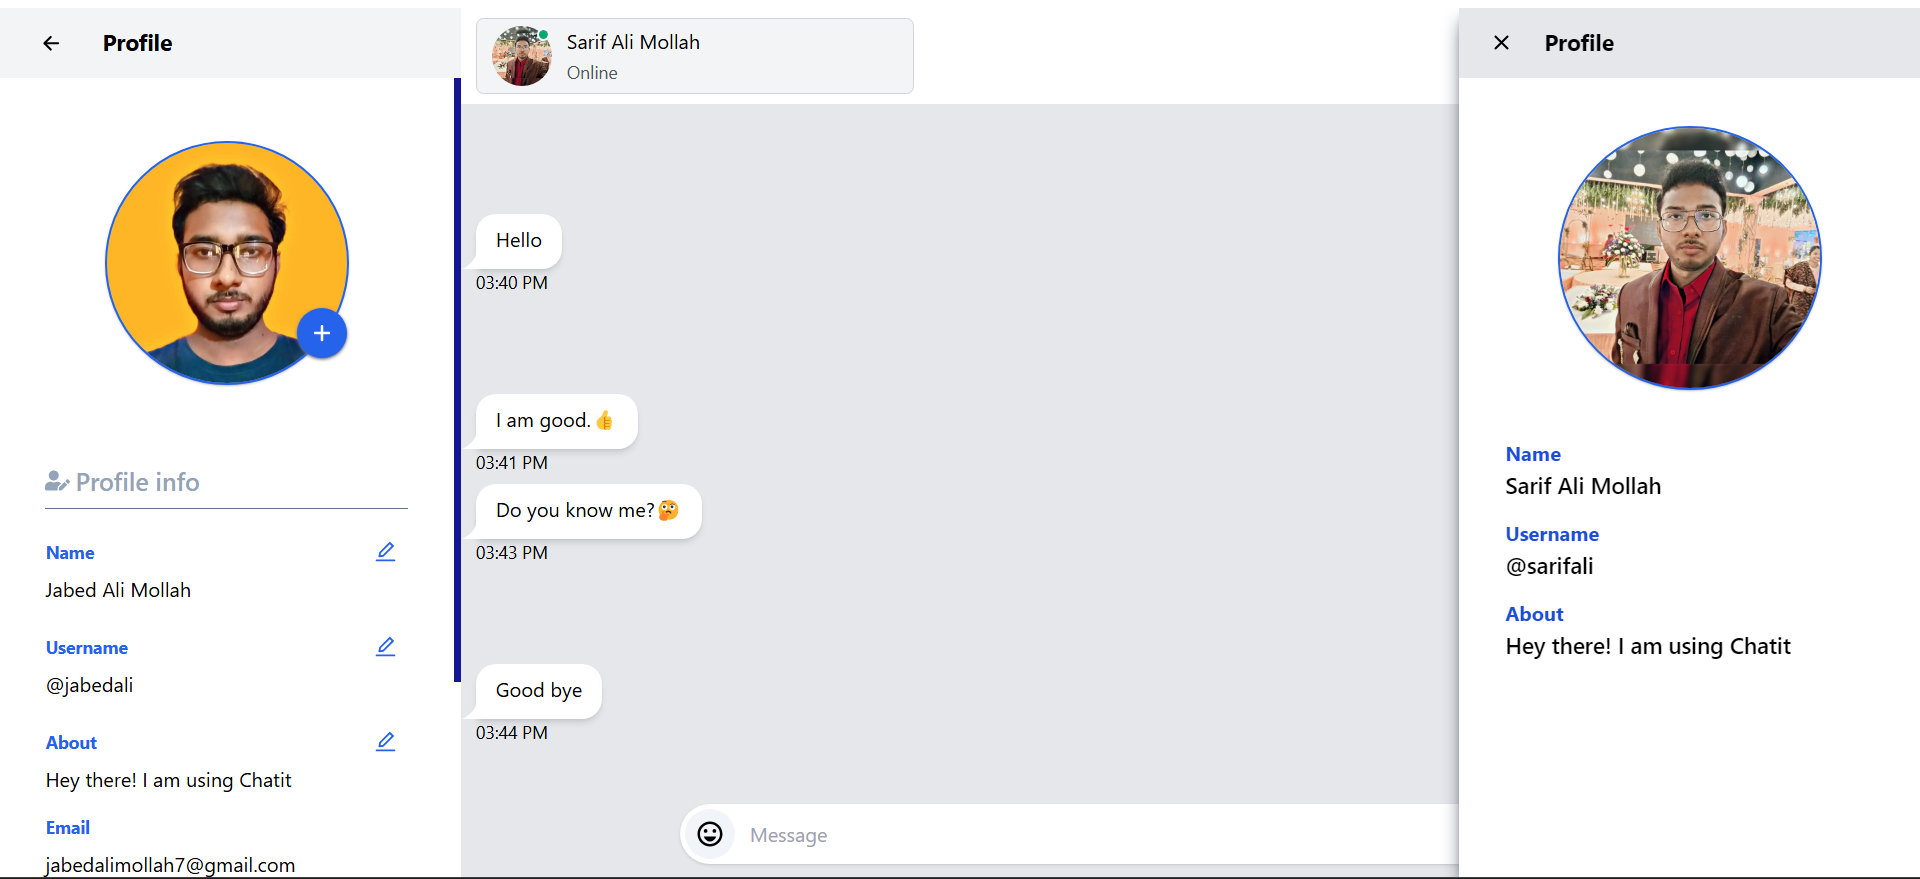 Profile
Profile info
Name
Jabed Ali Mollah
Username
@jabedali
About
Hey there! I am using Chatit
Email
jabedalimollah7@gmail.com
Sarif Ali Mollah
Online
Hello
03:40 PM
I am good.👍
03:41 PM
Do you know me?🤔
03:43 PM
Good bye
03:44 PM
Message
Profile
Name
Sarif Ali Mollah
Username
@sarifali
About
Hey there! I am using Chatit